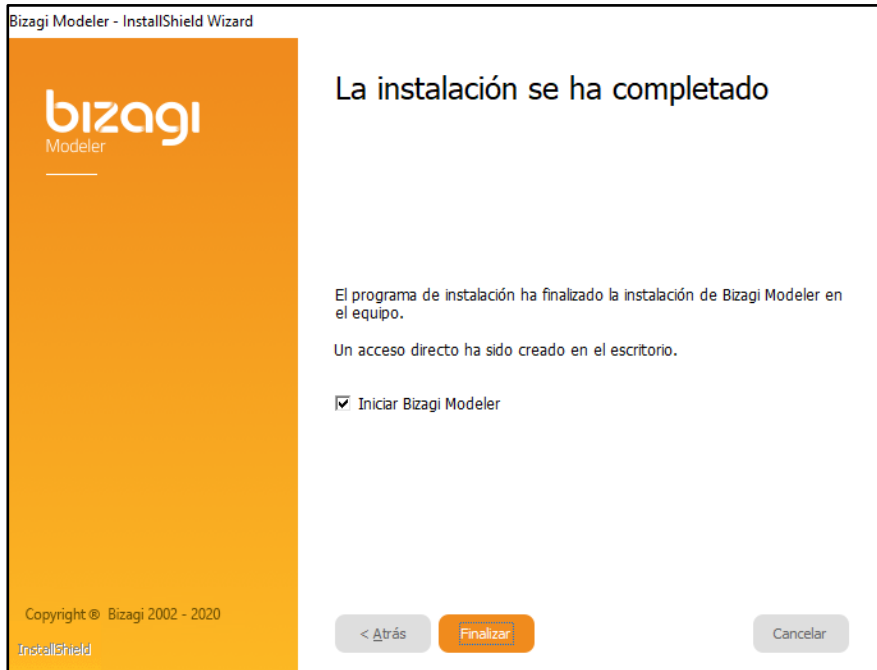 Bizagi Modeler - InstallShield Wizard
bizagi
Modeler
La instalación se ha completado
El programa de instalación ha finalizado la instalación de Bizagi Modeler en
el equipo.
Un acceso directo ha sido creado en el escritorio.
Iniciar Bizagi Modeler
Copyright ® Bizagi 2002 - 2020
InstallShield
< Atrás
Finalizar
Cancelar